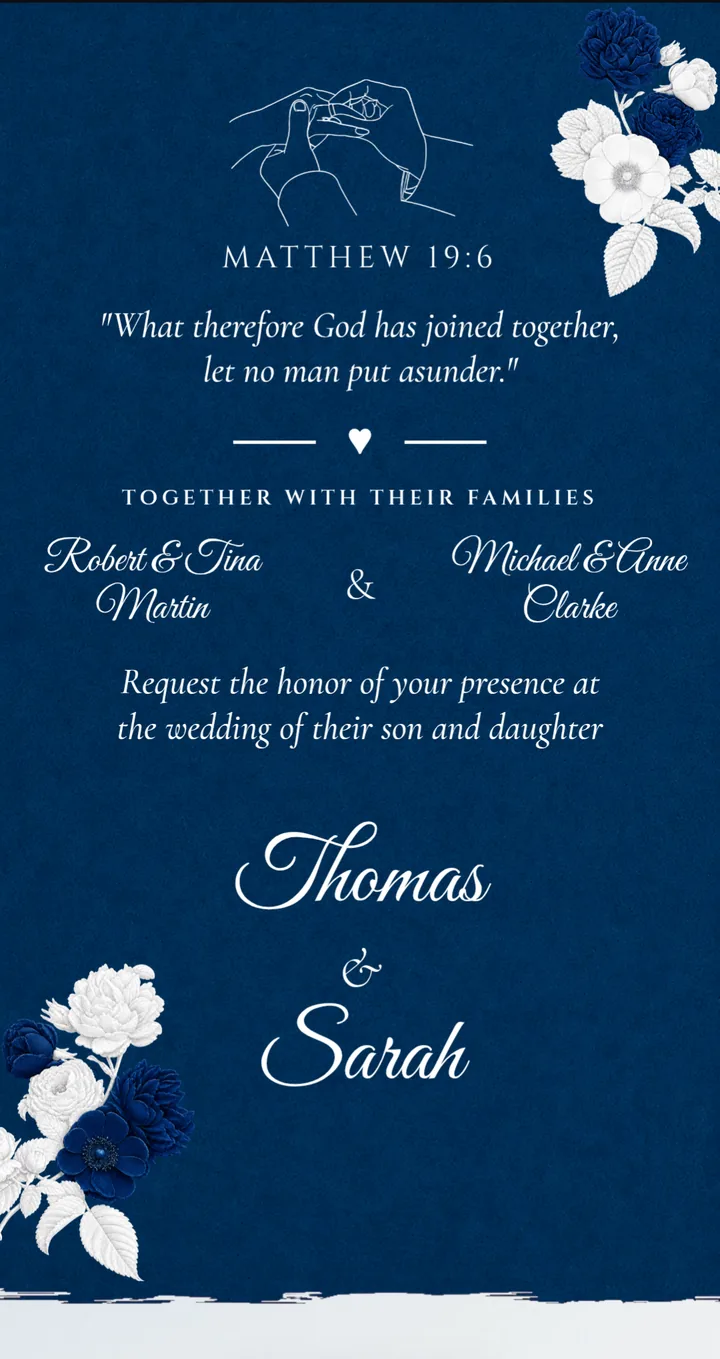 MATTHEW 19:6
"What therefore God has joined together,
let no man put asunder."
TOGETHER WITH THEIR FAMILIES
Robert & Tina
Martin
&
Michael & Anne
Clarke
Request the honor of your presence at
the wedding of their son and daughter
Thomas
&
Sarah